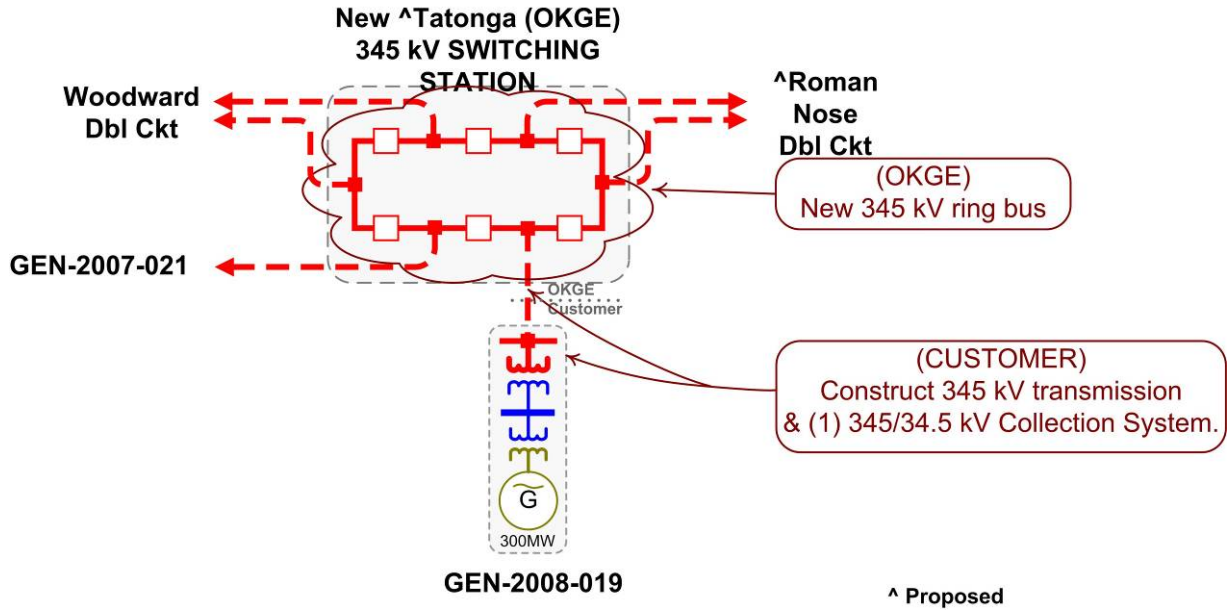 New ^Tatonga (OKGE)
345 kV SWITCHING
STATION
Woodward
Dbl Ckt
^Roman
Nose
Dbl Ckt
(OKGE)
New 345 kV ring bus
GEN-2007-021
OKGE
Customer
(CUSTOMER)
Construct 345 kV transmission
& (1) 345/34.5 kV Collection System.
G
300MW
GEN-2008-019
^ Proposed